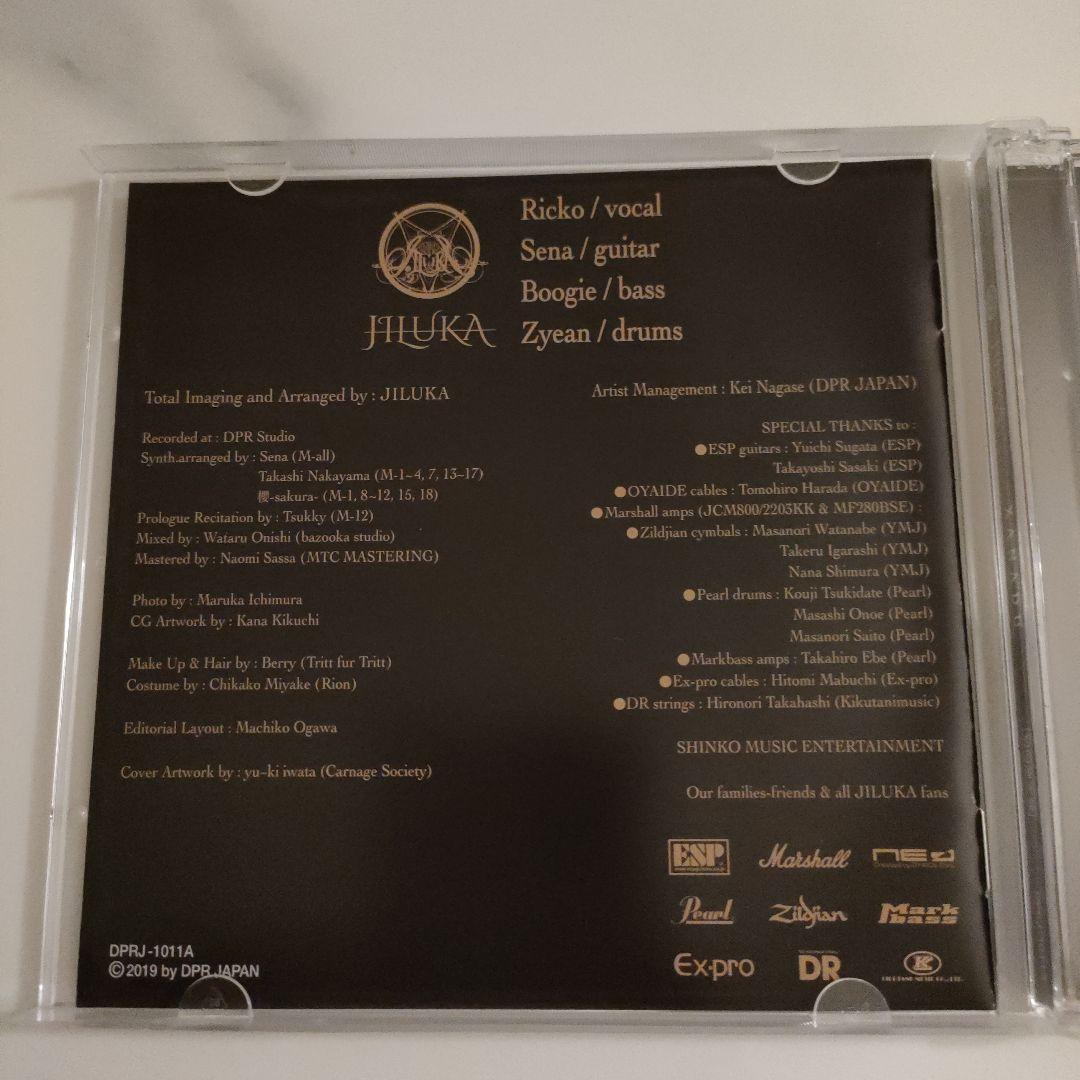 JILUKA
Ricko / vocal
Sena / guitar
Boogie / bass
Zyean / drums
Total Imaging and Arranged by : JILUKA
Recorded at : DPR Studio
Synth.arranged by : Sena (M-all)
Takashi Nakayama (M-1~4, 7, 13~17)
櫻-sakura- (M-1, 8~12, 15, 18)
Prologue Recitation by : Tsukky (M-12)
Mixed by : Wataru Onishi (bazooka studio)
Mastered by : Naomi Sassa (MTC MASTERING)
Photo by : Maruka Ichimura
CG Artwork by : Kana Kikuchi
Make Up & Hair by : Berry (Tritt fur Tritt)
Costume by : Chikako Miyake (Rion)
Editorial Layout : Machiko Ogawa
Cover Artwork by : yu~ki iwata (Carnage Society)
DPRJ-1011A
©2019 by DPR JAPAN
Artist Management : Kei Nagase (DPR JAPAN)
SPECIAL THANKS to :
●ESP guitars : Yuichi Sugata (ESP)
Takayoshi Sasaki (ESP)
●OYAIDE cables : Tomohiro Harada (OYAIDE)
●Marshall amps (JCM800/2203KK & MF280BSE) :
●Zildjian cymbals : Masanori Watanabe (YMJ)
Takeru Igarashi (YMJ)
Nana Shimura (YMJ)
●Pearl drums : Kouji Tsukidate (Pearl)
Masashi Onoe (Pearl)
Masanori Saito (Pearl)
●Markbass amps : Takahiro Ebe (Pearl)
●Ex-pro cables : Hitomi Mabuchi (Ex-pro)
●DR strings : Hironori Takahashi (Kikutanimusic)
SHINKO MUSIC ENTERTAINMENT
Our families-friends & all JILUKA fans
ESP Marshall NEO
Pearl Zildjian Mark bass
Ex-pro DR K